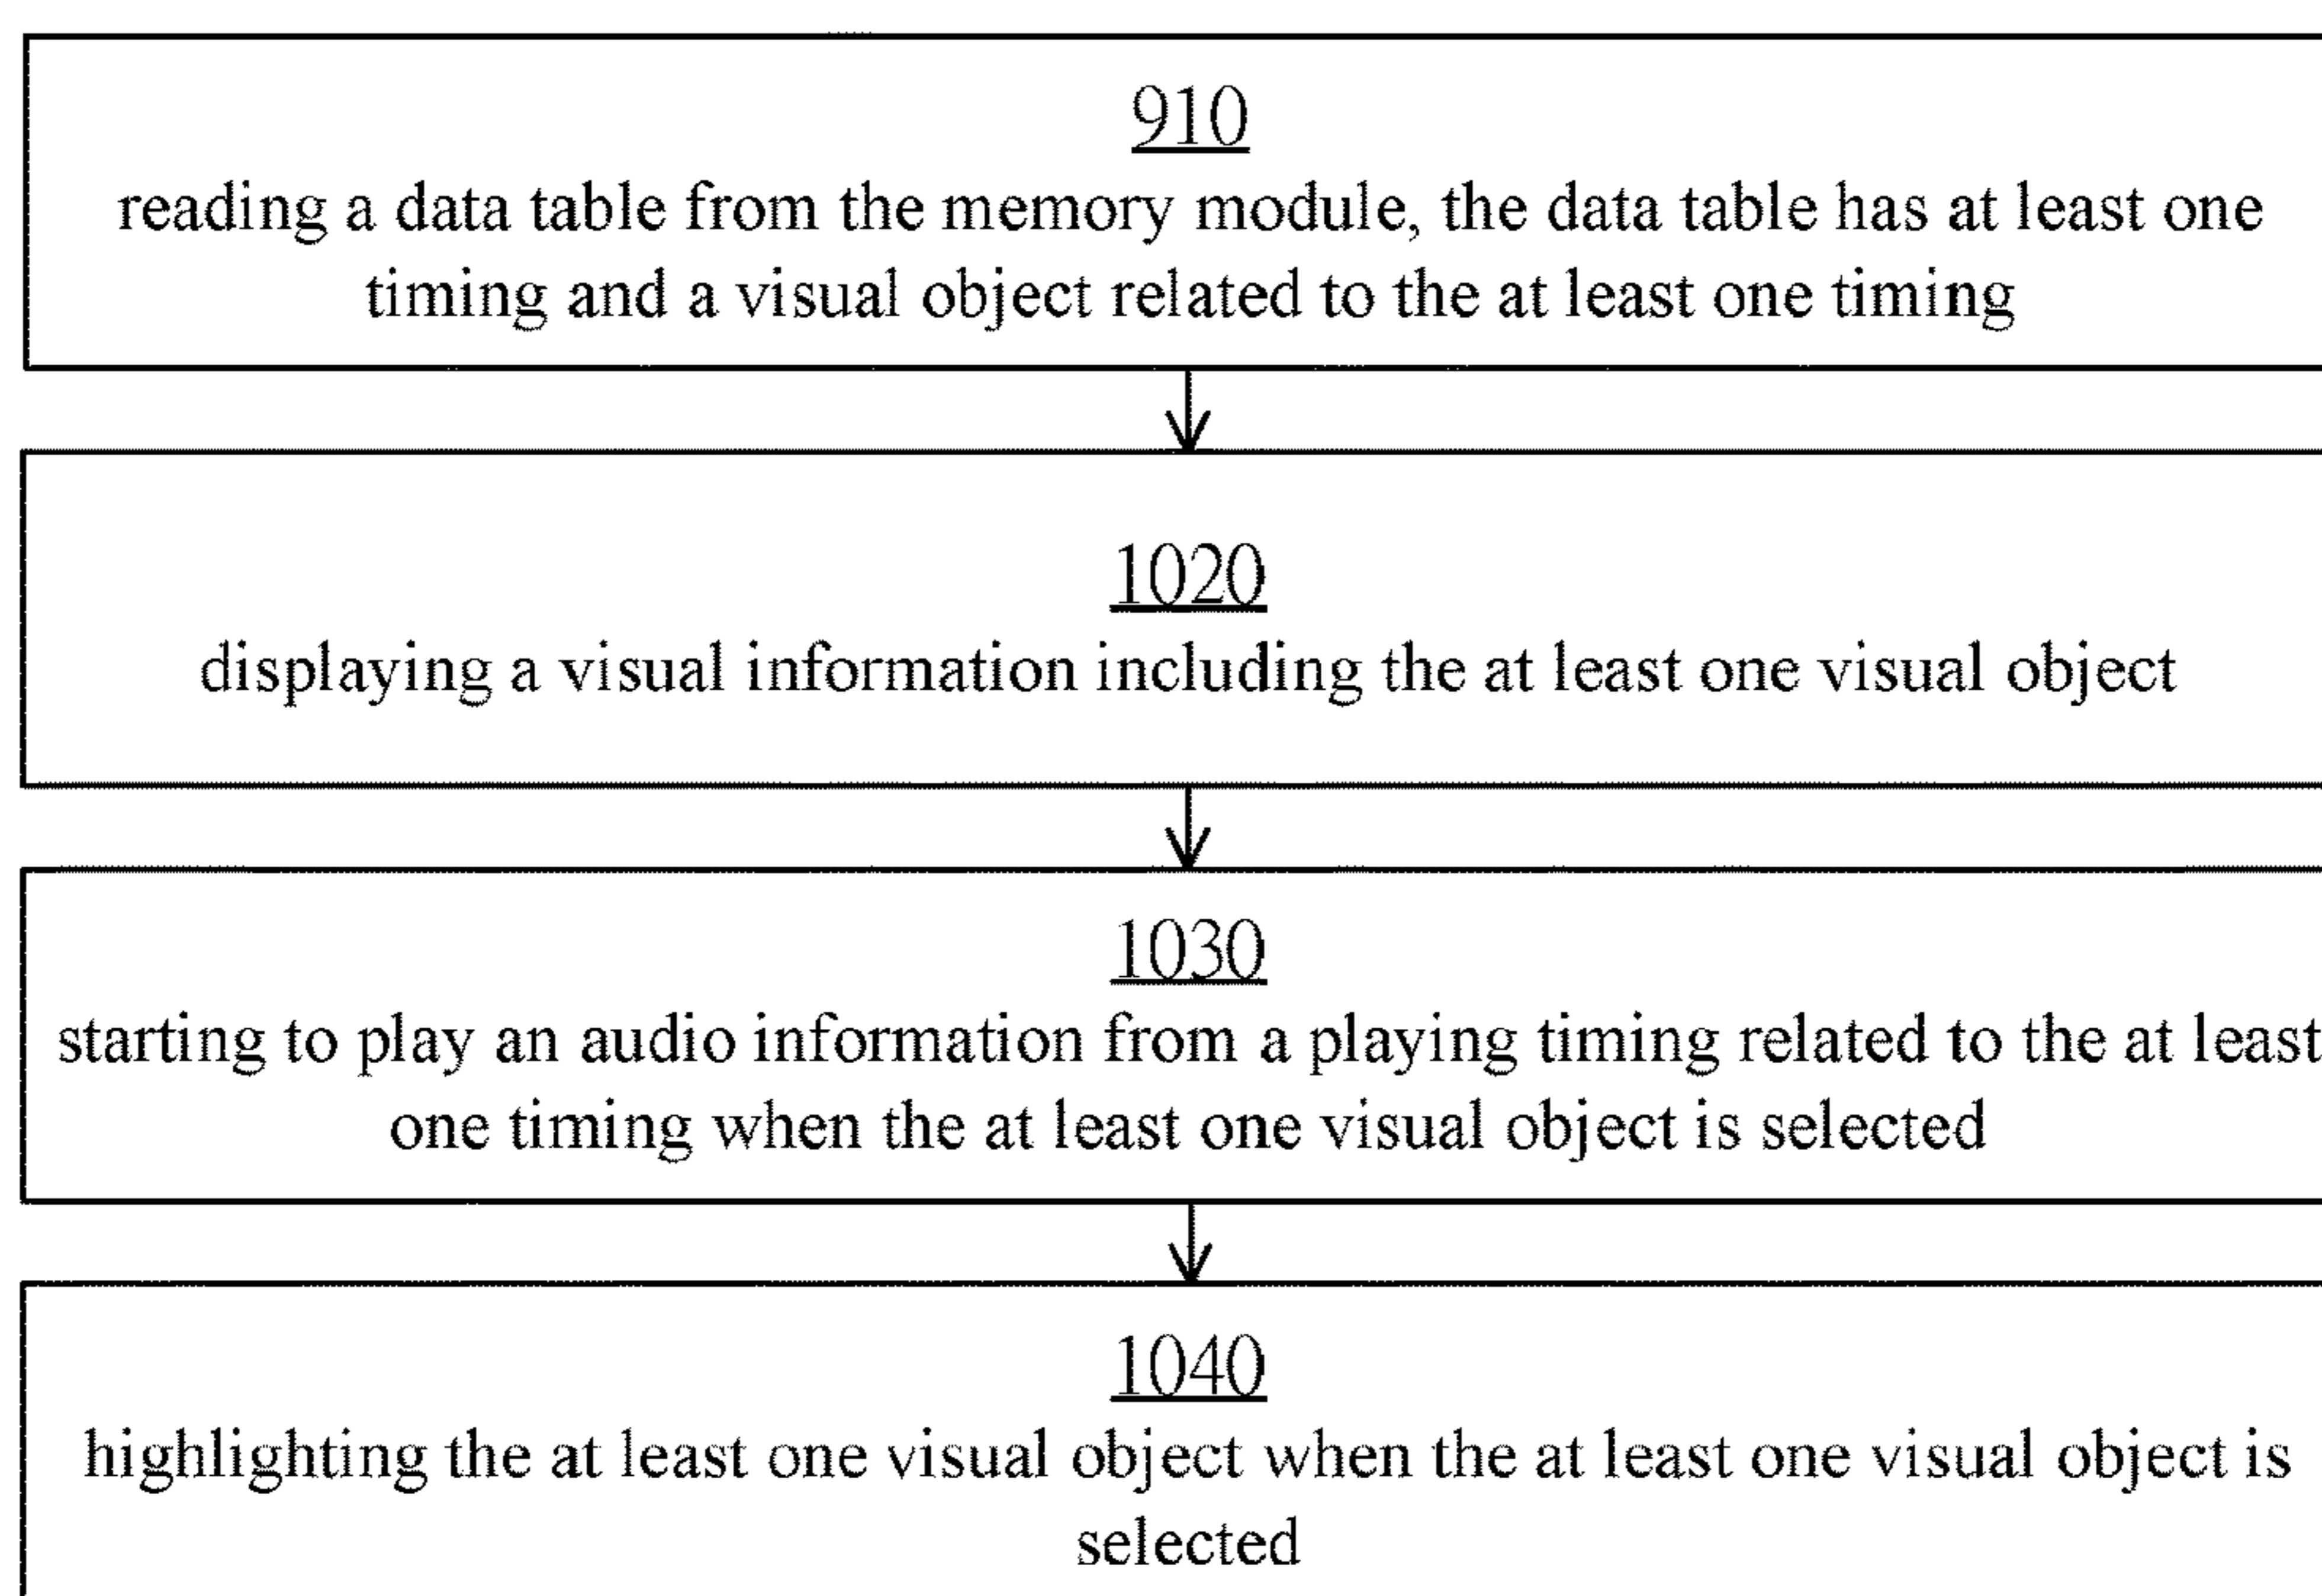 910
reading a data table from the memory module, the data table has at least one
timing and a visual object related to the at least one timing
1020
displaying a visual information including the at least one visual object
1030
starting to play an audio information from a playing timing related to the at least
one timing when the at least one visual object is selected
1040
highlighting the at least one visual object when the at least one visual object is
selected